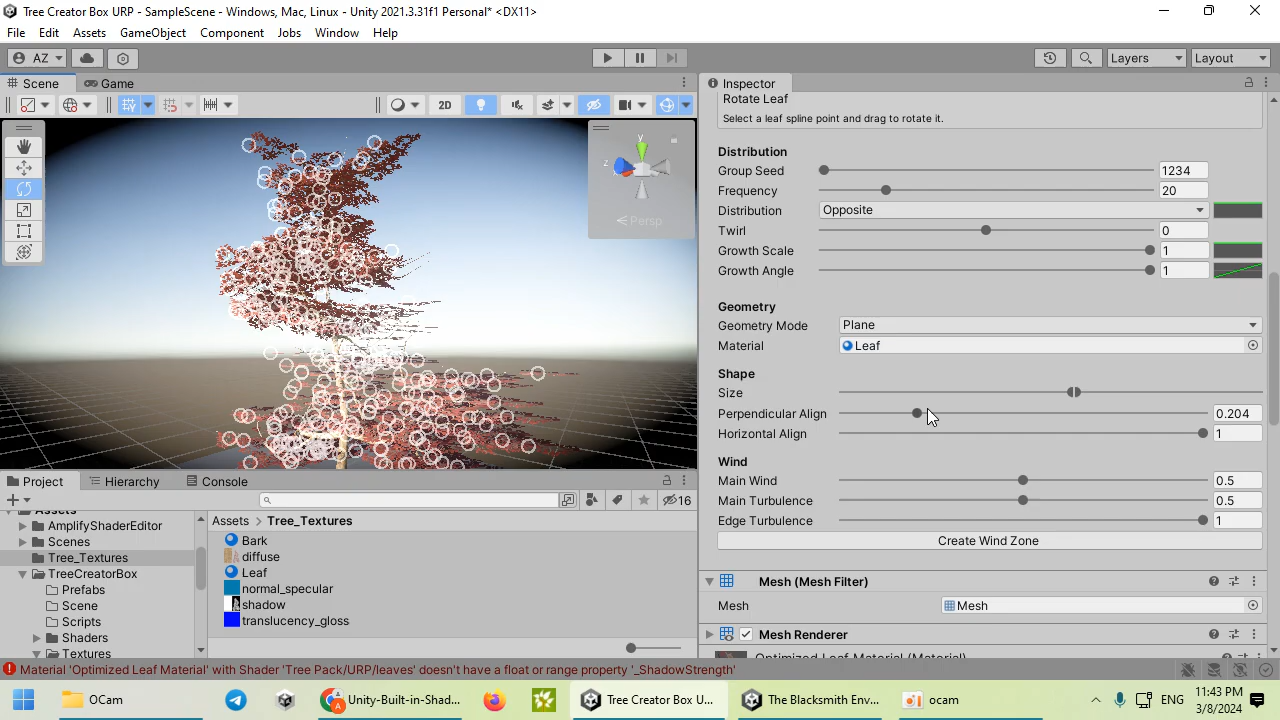 Tree Creator Box URP - SampleScene - Windows, Mac, Linux - Unity 2021.3.31f1 Personal* <DX11>
File Edit Assets GameObject Component Jobs Window Help
AZ Layers Layout
Scene Game Inspector
2D
Rotate Leaf
Select a leaf spline point and drag to rotate it.
y
z
Persp
Distribution
Group Seed 1234
Frequency 20
Distribution Opposite
Twirl 0
Growth Scale 1
Growth Angle 1
Geometry
Geometry Mode Plane
Material Leaf
Shape
Size
Perpendicular Align 0.204
Horizontal Align 1
Wind
Main Wind 0.5
Main Turbulence 0.5
Edge Turbulence 1
Create Wind Zone
Mesh (Mesh Filter)
Mesh Mesh
Mesh Renderer
Optimized Leaf Material (Material)
Project Hierarchy Console
16
Assets
AmplifyShaderEditor
Scenes
Tree_Textures
TreeCreatorBox
Prefabs
Scene
Scripts
Shaders
Textures
Assets > Tree_Textures
Bark
diffuse
Leaf
normal_specular
shadow
translucency_gloss
Material 'Optimized Leaf Material' with Shader 'Tree Pack/URP/leaves' doesn't have a float or range property '_ShadowStrength'
OCam Unity-Built-in-Shad... Tree Creator Box U... The Blacksmith Env... ocam ENG 11:43 PM
3/8/2024